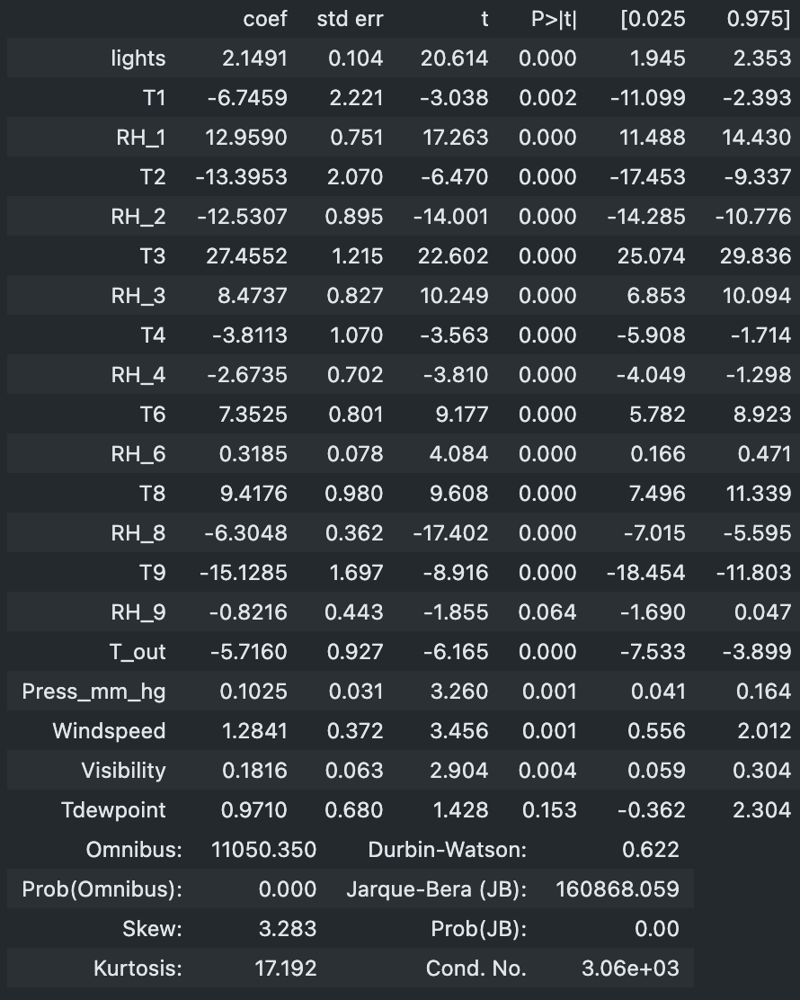 coef std err t P>|t| [0.025 0.975]
lights 2.1491 0.104 20.614 0.000 1.945 2.353
T1 -6.7459 2.221 -3.038 0.002 -11.099 -2.393
RH_1 12.9590 0.751 17.263 0.000 11.488 14.430
T2 -13.3953 2.070 -6.470 0.000 -17.453 -9.337
RH_2 -12.5307 0.895 -14.001 0.000 -14.285 -10.776
T3 27.4552 1.215 22.602 0.000 25.074 29.836
RH_3 8.4737 0.827 10.249 0.000 6.853 10.094
T4 -3.8113 1.070 -3.563 0.000 -5.908 -1.714
RH_4 -2.6735 0.702 -3.810 0.000 -4.049 -1.298
T6 7.3525 0.801 9.177 0.000 5.782 8.923
RH_6 0.3185 0.078 4.084 0.000 0.166 0.471
T8 9.4176 0.980 9.608 0.000 7.496 11.339
RH_8 -6.3048 0.362 -17.402 0.000 -7.015 -5.595
T9 -15.1285 1.697 -8.916 0.000 -18.454 -11.803
RH_9 -0.8216 0.443 -1.855 0.064 -1.690 0.047
T_out -5.7160 0.927 -6.165 0.000 -7.533 -3.899
Press_mm_hg 0.1025 0.031 3.260 0.001 0.041 0.164
Windspeed 1.2841 0.372 3.456 0.001 0.556 2.012
Visibility 0.1816 0.063 2.904 0.004 0.059 0.304
Tdewpoint 0.9710 0.680 1.428 0.153 -0.362 2.304
Omnibus: 11050.350 Durbin-Watson: 0.622
Prob(Omnibus): 0.000 Jarque-Bera (JB): 160868.059
Skew: 3.283 Prob(JB): 0.00
Kurtosis: 17.192 Cond. No. 3.06e+03